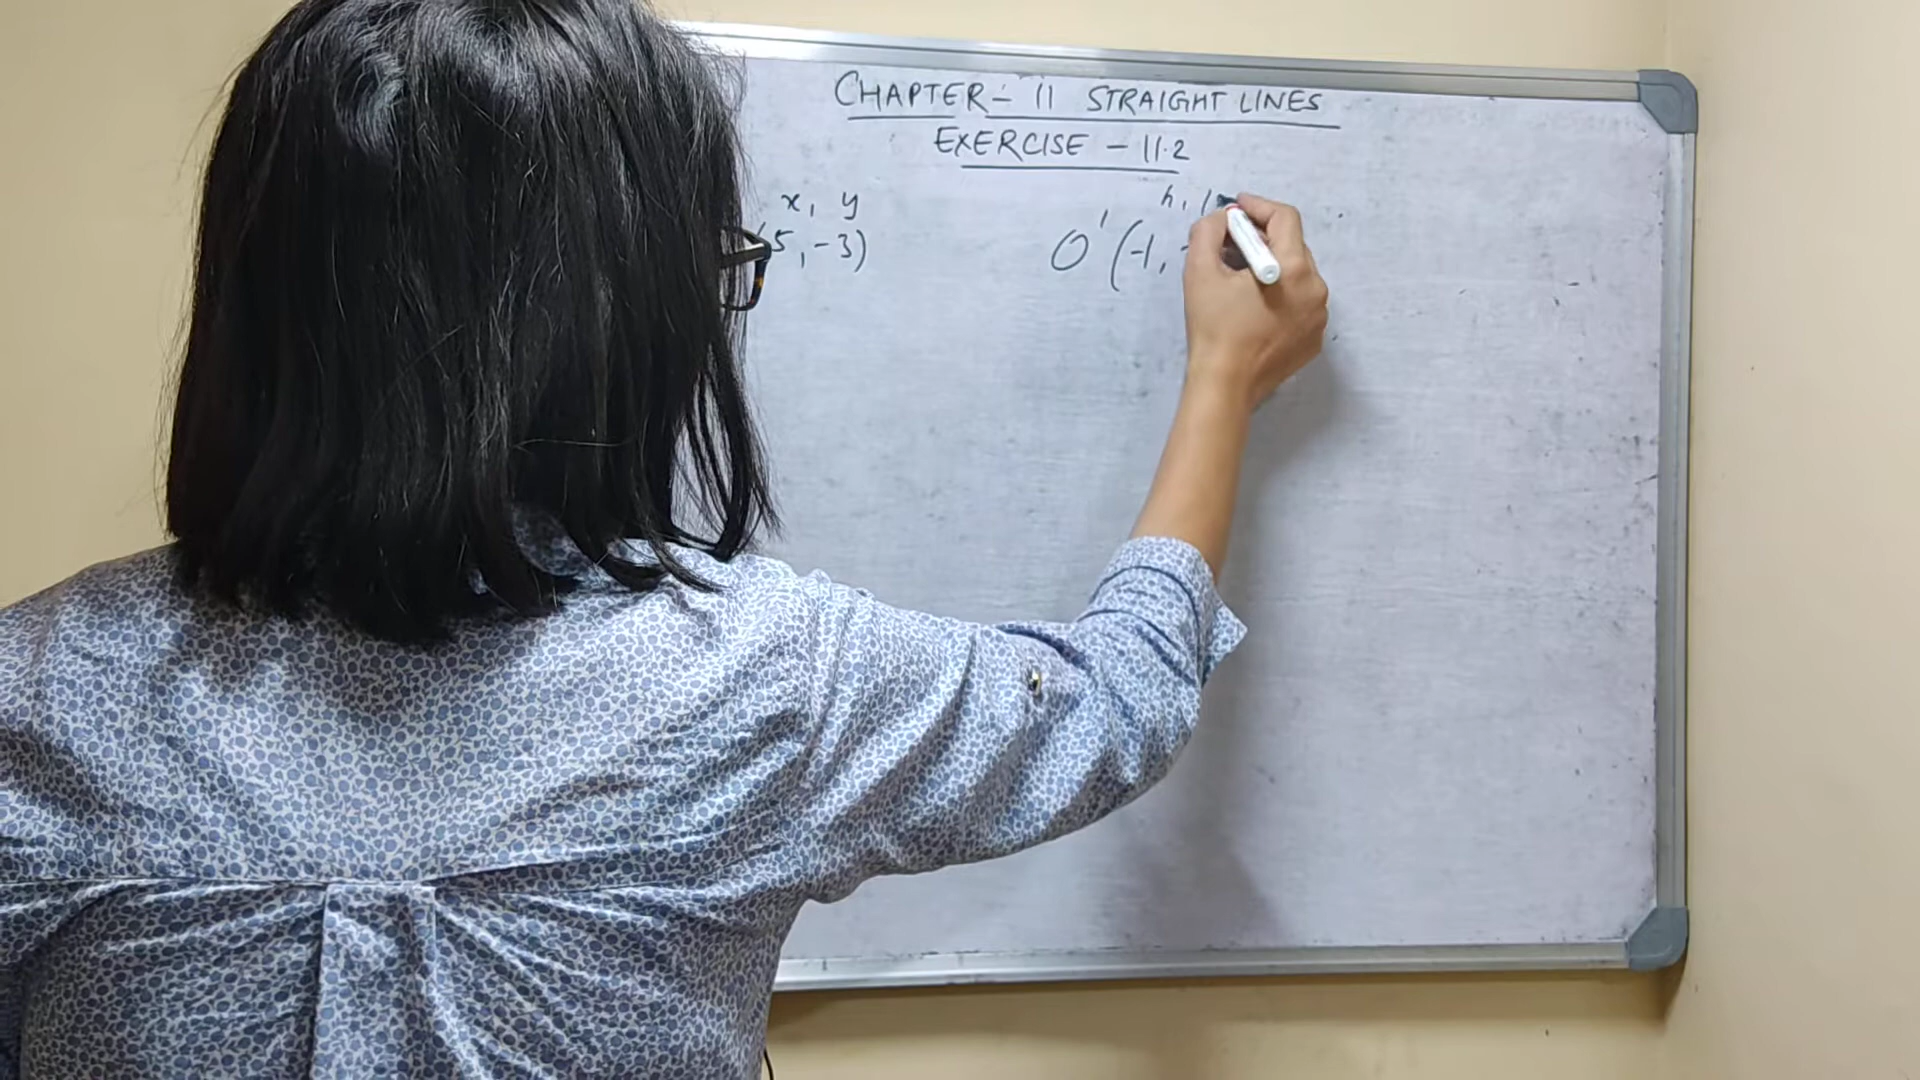 CHAPTER- 11 STRAIGHT LINES
EXERCISE - 11.2
x, y h,
5, -3) O' (-1,